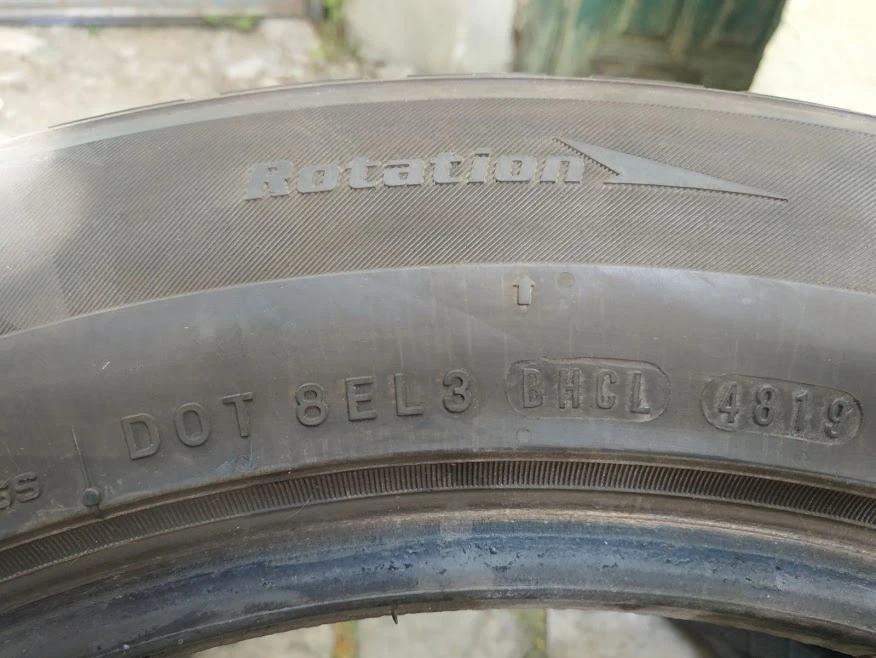 Rotation
DOT 8EL3 BHCL 4819